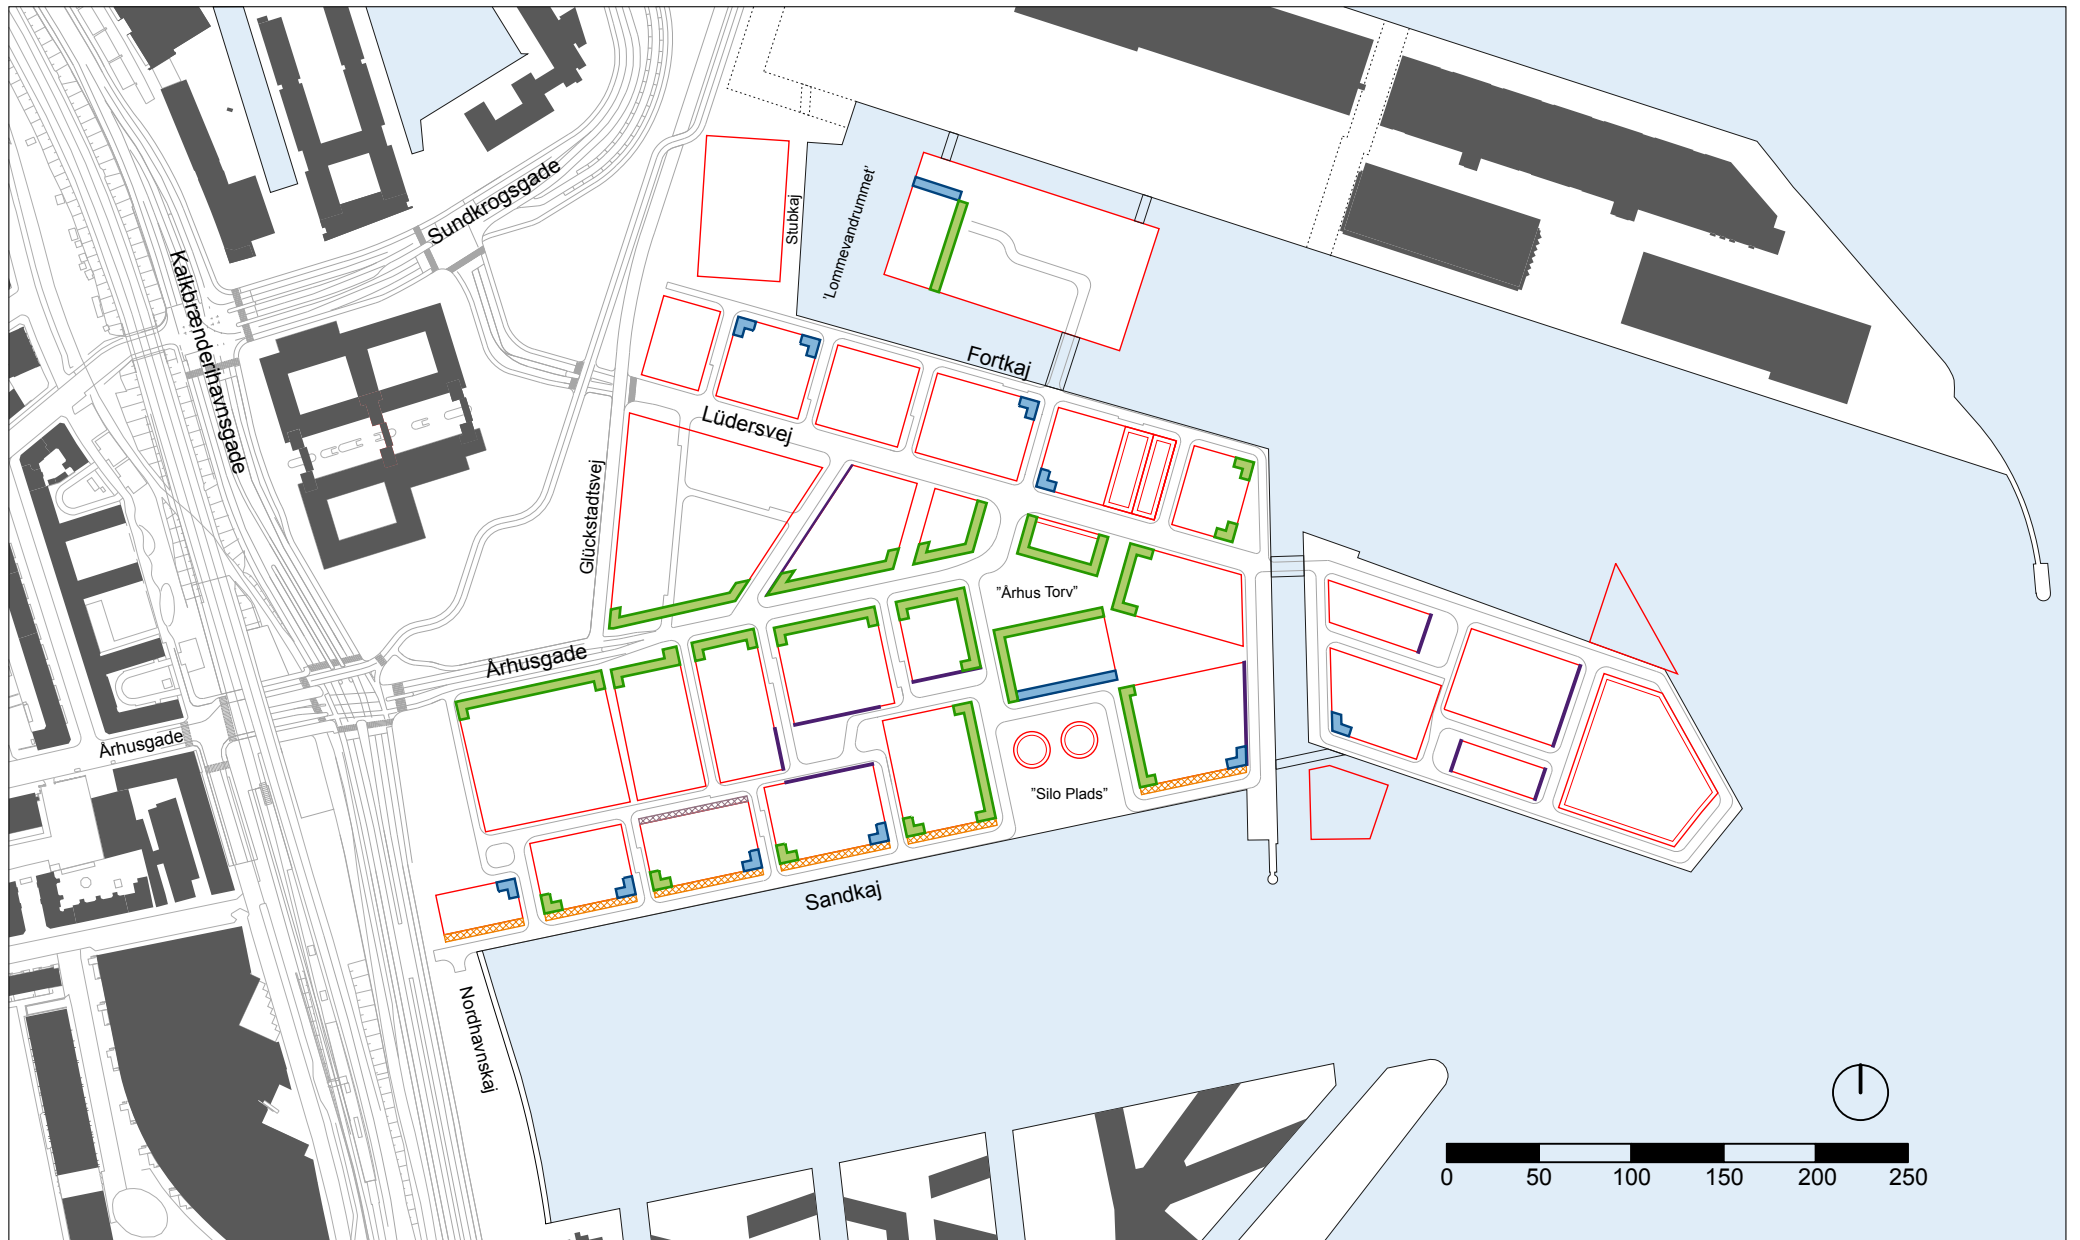 Sundkrogsgade
Stubkaj
'Lommevandrummet'
Kalkbrænderihavnsgade
Fortkaj
Lüdersvej
Glückstadtsvej
"Århus Torv"
Århusgade
Århusgade
"Silo Plads"
Sandkaj
Nordhavnskaj
0 50 100 150 200 250